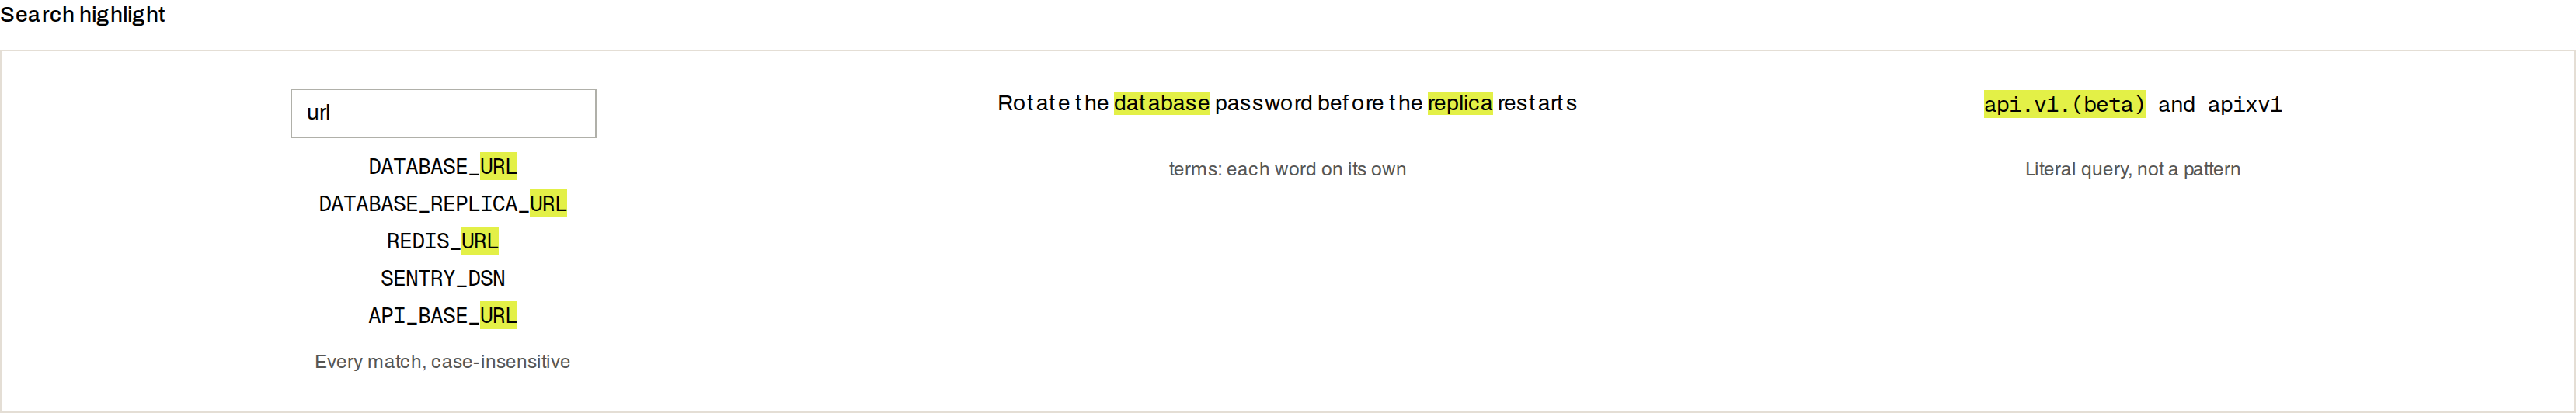 Search highlight
url
DATABASE_URL
DATABASE_REPLICA_URL
REDIS_URL
SENTRY_DSN
API_BASE_URL
Every match, case-insensitive
Rotate the database password before the replica restarts
terms: each word on its own
api.v1.(beta) and apixv1
Literal query, not a pattern